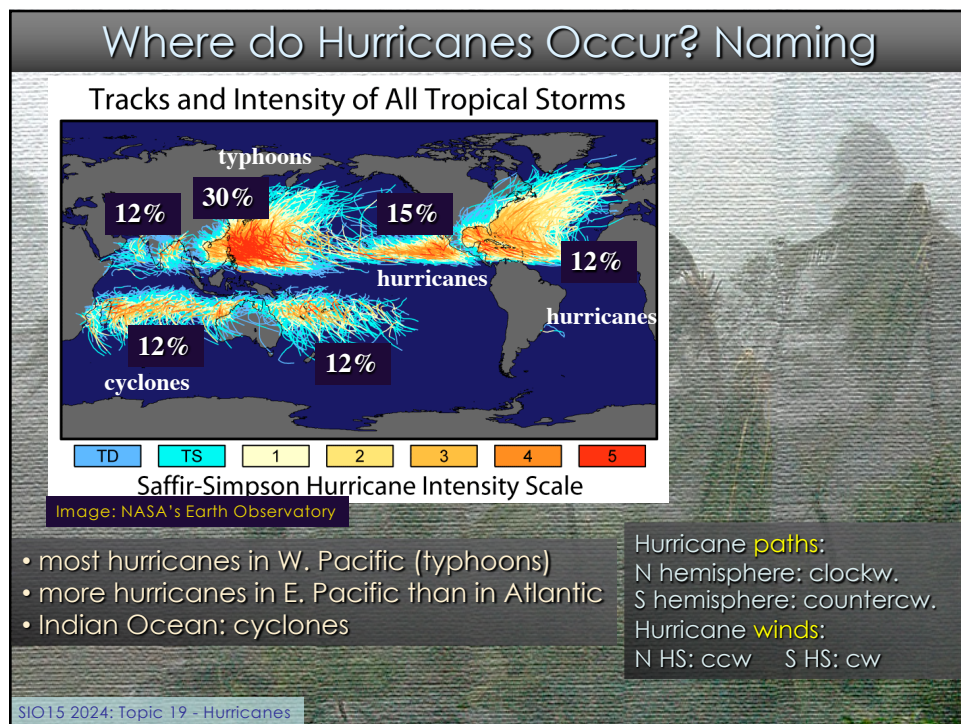 Where do Hurricanes Occur? Naming
Tracks and Intensity of All Tropical Storms
typhoons
30%
12%
15%
12%
hurricanes
hurricanes
12%
12%
cyclones
TD TS 1 2 3 4 5
Saffir-Simpson Hurricane Intensity Scale
Image: NASA's Earth Observatory
• most hurricanes in W. Pacific (typhoons)
• more hurricanes in E. Pacific than in Atlantic
• Indian Ocean: cyclones
Hurricane paths:
N hemisphere: clockw.
S hemisphere: countercw.
Hurricane winds:
N HS: ccw S HS: cw
SIO15 2024: Topic 19 - Hurricanes